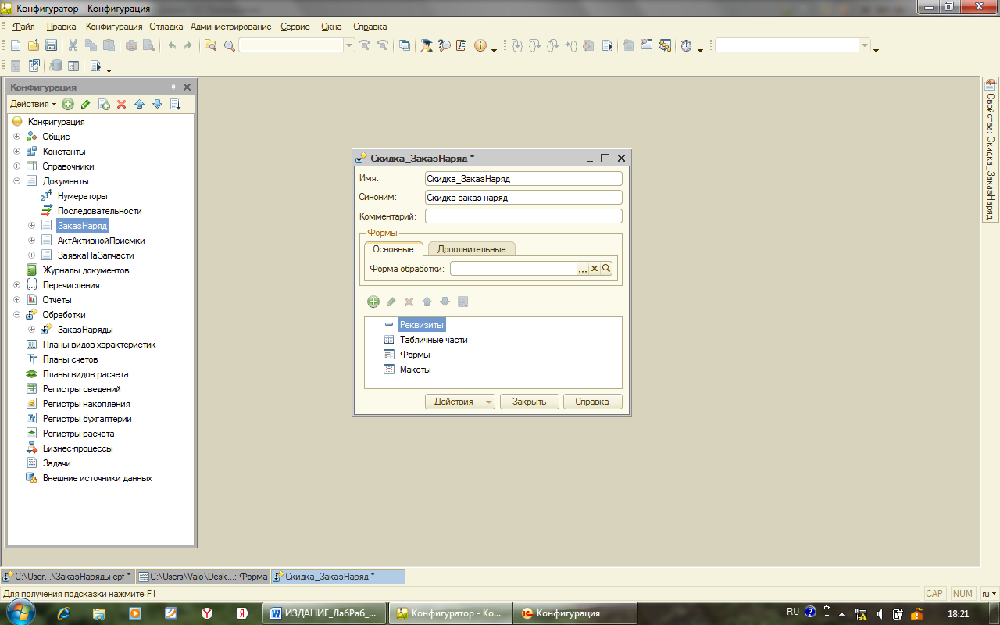 Конфигуратор - Конфигурация
Файл Правка Конфигурация Отладка Администрирование Сервис Окна Справка
Конфигурация
Действия
Конфигурация
Общие
Константы
Справочники
Документы
Нумераторы
Последовательности
ЗаказНаряд
АктАктивнойПриемки
ЗаявкаНаЗапчасти
Журналы документов
Перечисления
Отчеты
Обработки
ЗаказНаряды
Планы видов характеристик
Планы счетов
Планы видов расчета
Регистры сведений
Регистры накопления
Регистры бухгалтерии
Регистры расчета
Бизнес-процессы
Задачи
Внешние источники данных
Скидка_ЗаказНаряд *
Имя: Скидка_ЗаказНаряд
Синоним: Скидка заказ наряд
Комментарий:
Формы
Основные Дополнительные
Форма обработки: ...
Реквизиты
Табличные части
Формы
Макеты
Действия Закрыть Справка
Свойства: Скидка_ЗаказНаряд
C:\User...\ЗаказНаряды.epf * C:\Users\Vaio\Desk...: Форма Скидка_ЗаказНаряд *
Для получения подсказки нажмите F1 CAP NUM ru
ИЗДАНИЕ_ЛабРаб_... Конфигуратор - Ко... Конфигурация RU 18:21